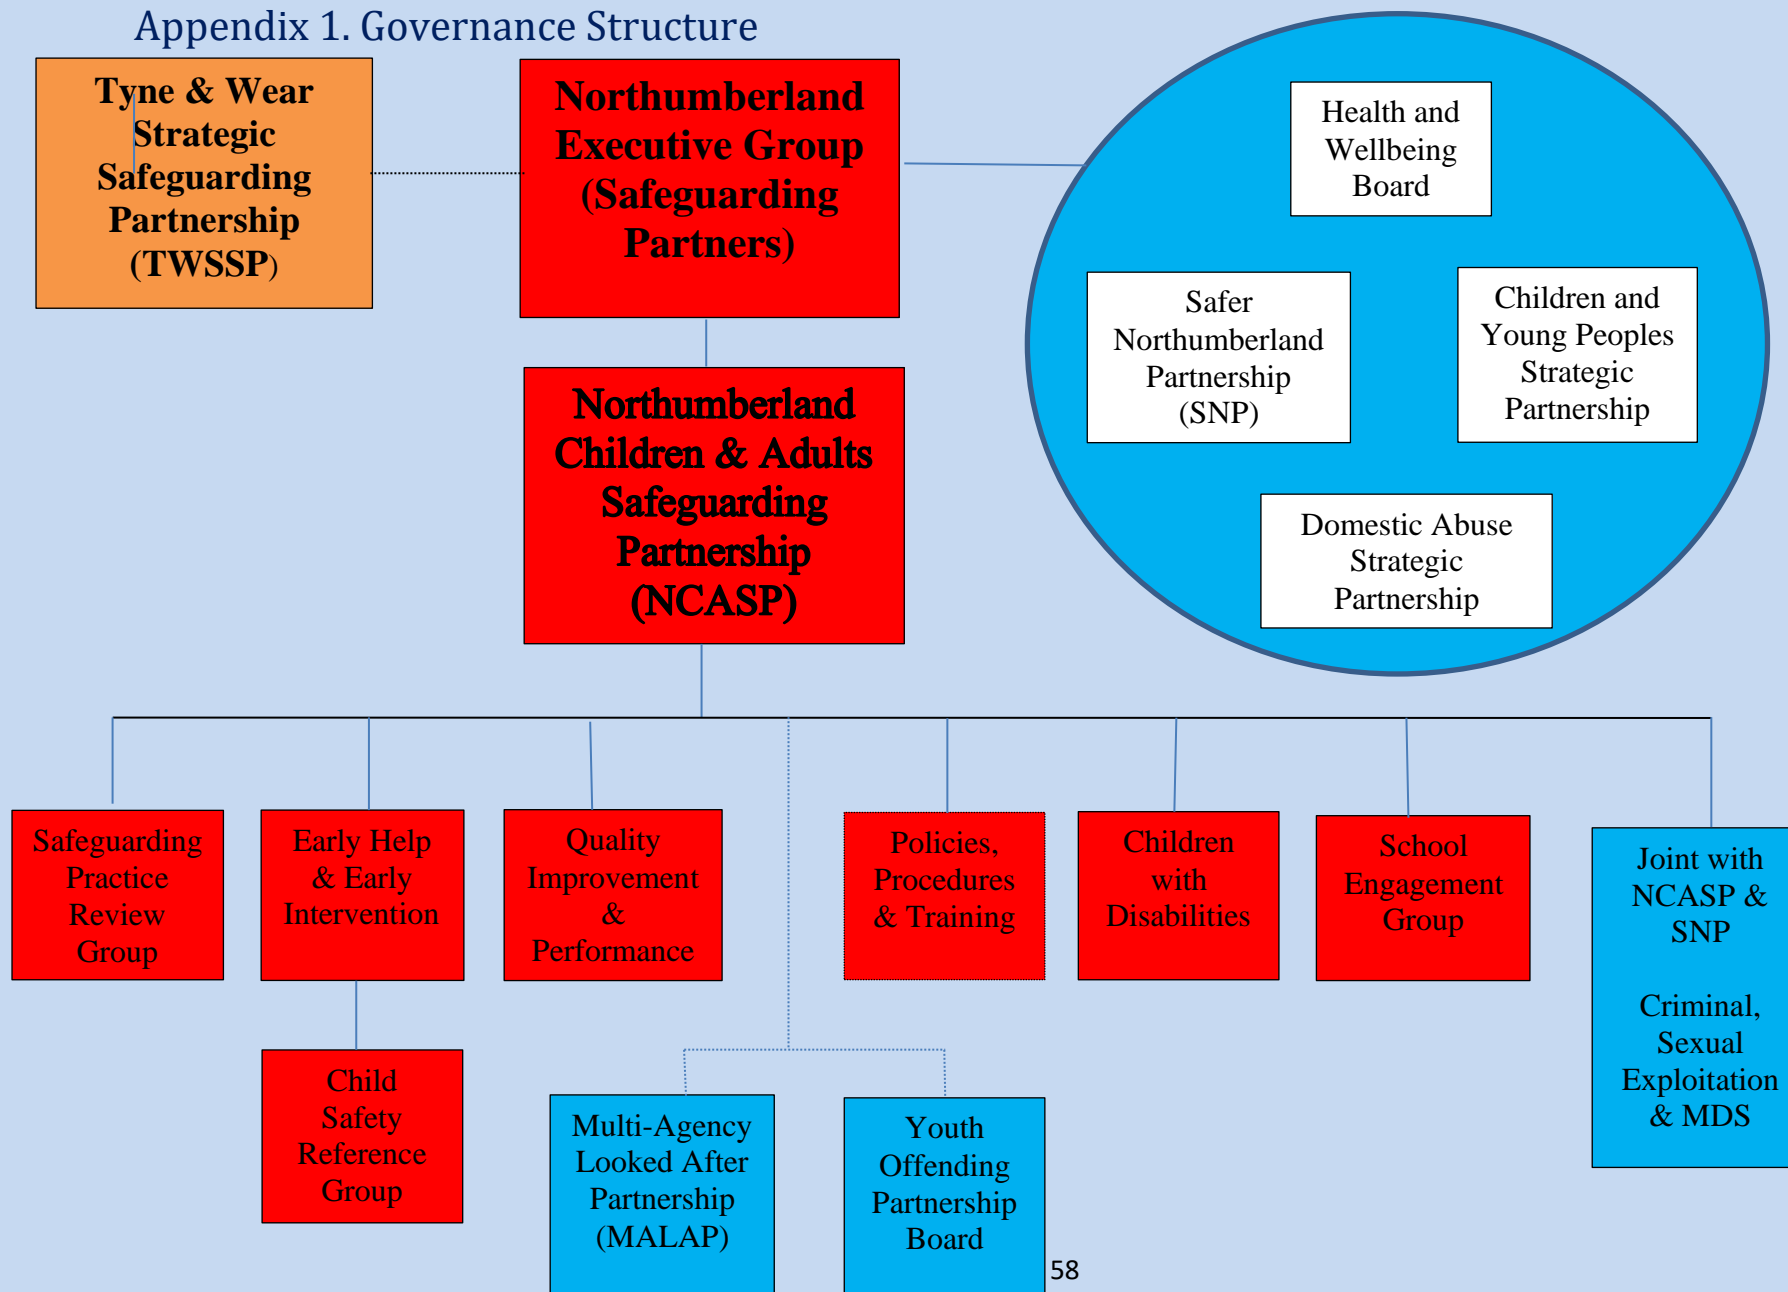 Appendix 1. Governance Structure
Tyne & Wear
Strategic
Safeguarding
Partnership
(TWSSP)
Northumberland
Executive Group
(Safeguarding
Partners)
Health and
Wellbeing
Board
Safer
Northumberland
Partnership
(SNP)
Children and
Young Peoples
Strategic
Partnership
Domestic Abuse
Strategic
Partnership
Northumberland
Children & Adults
Safeguarding
Partnership
(NCASP)
Safeguarding
Practice
Review
Group
Early Help
& Early
Intervention
Quality
Improvement
&
Performance
Policies,
Procedures
& Training
Children
with
Disabilities
School
Engagement
Group
Joint with
NCASP &
SNP
Criminal,
Sexual
Exploitation
& MDS
Child
Safety
Reference
Group
Multi-Agency
Looked After
Partnership
(MALAP)
Youth
Offending
Partnership
Board
58